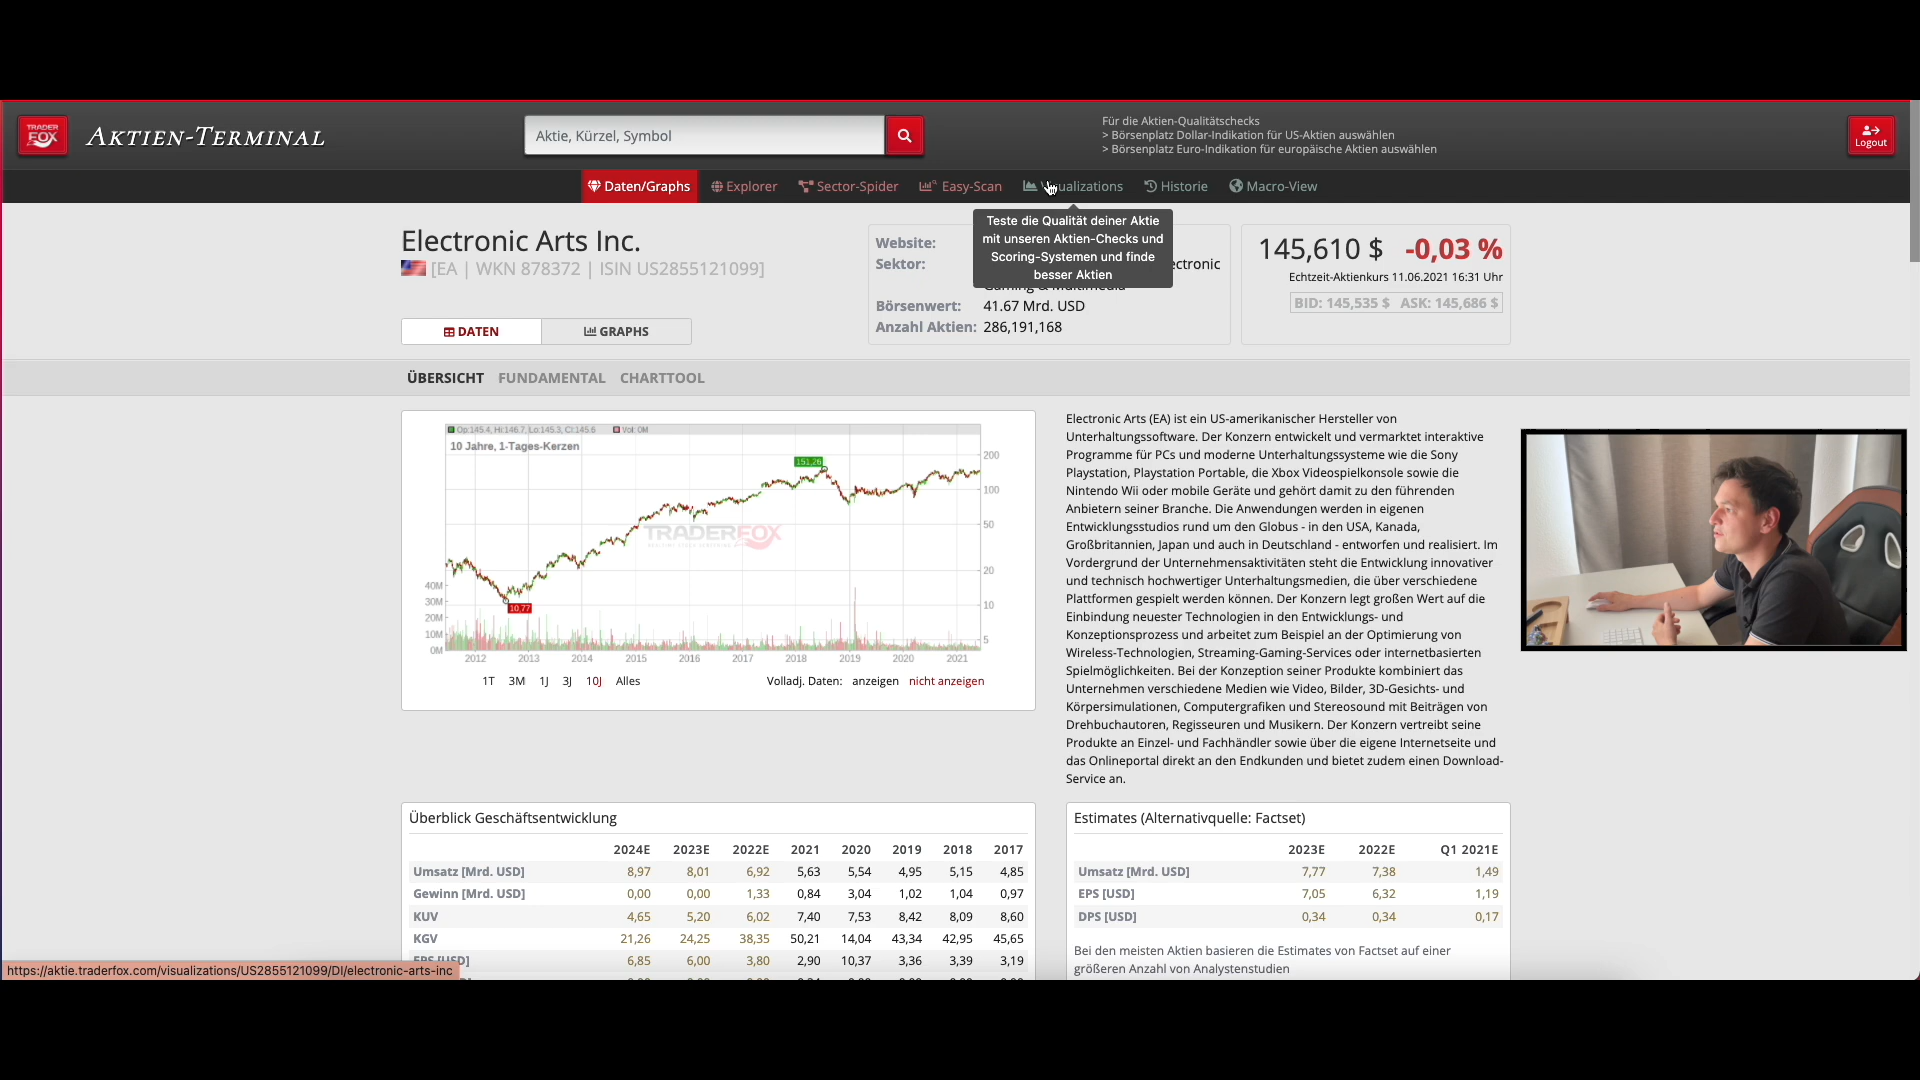 TRADER
FOX
AKTIEN-TERMINAL
Aktie, Kürzel, Symbol
Für die Aktien-Qualitätschecks
> Börsenplatz Dollar-Indikation für US-Aktien auswählen
> Börsenplatz Euro-Indikation für europäische Aktien auswählen
Logout
Daten/Graphs Explorer Sector-Spider Easy-Scan ualizations Historie Macro-View
Teste die Qualität deiner Aktie
mit unseren Aktien-Checks und
Scoring-Systemen und finde
besser Aktien
Electronic Arts Inc.
[EA | WKN 878372 | ISIN US2855121099]
DATEN GRAPHS
Website:
Sektor: ectronic
Gaming & Multimedia
Börsenwert: 41.67 Mrd. USD
Anzahl Aktien: 286,191,168
145,610 $ -0,03 %
Echtzeit-Aktienkurs 11.06.2021 16:31 Uhr
BID: 145,535 $ ASK: 145,686 $
ÜBERSICHT FUNDAMENTAL CHARTTOOL
Op:145.4, Hi:146.7, Lo:145.3, Cl:145.6 Vol: 0M
10 Jahre, 1-Tages-Kerzen
151,26
10,77
TRADERFOX
200
100
50
20
10
5
40M
30M
20M
10M
0M
2012 2013 2014 2015 2016 2017 2018 2019 2020 2021
1T 3M 1J 3J 10J Alles
Volladj. Daten: anzeigen nicht anzeigen
Electronic Arts (EA) ist ein US-amerikanischer Hersteller von
Unterhaltungssoftware. Der Konzern entwickelt und vermarktet interaktive
Programme für PCs und moderne Unterhaltungssysteme wie die Sony
Playstation, Playstation Portable, die Xbox Videospielkonsole sowie die
Nintendo Wii oder mobile Geräte und gehört damit zu den führenden
Anbietern seiner Branche. Die Anwendungen werden in eigenen
Entwicklungsstudios rund um den Globus - in den USA, Kanada,
Großbritannien, Japan und auch in Deutschland - entworfen und realisiert. Im
Vordergrund der Unternehmensaktivitäten steht die Entwicklung innovativer
und technisch hochwertiger Unterhaltungsmedien, die über verschiedene
Plattformen gespielt werden können. Der Konzern legt großen Wert auf die
Einbindung neuester Technologien in den Entwicklungs- und
Konzeptionsprozess und arbeitet zum Beispiel an der Optimierung von
Wireless-Technologien, Streaming-Gaming-Services oder internetbasierten
Spielmöglichkeiten. Bei der Konzeption seiner Produkte kombiniert das
Unternehmen verschiedene Medien wie Video, Bilder, 3D-Gesichts- und
Körpersimulationen, Computergrafiken und Stereosound mit Beiträgen von
Drehbuchautoren, Regisseuren und Musikern. Der Konzern vertreibt seine
Produkte an Einzel- und Fachhändler sowie über die eigene Internetseite und
das Onlineportal direkt an den Endkunden und bietet zudem einen Download-
Service an.
Überblick Geschäftsentwicklung
2024E 2023E 2022E 2021 2020 2019 2018 2017
Umsatz [Mrd. USD] 8,97 8,01 6,92 5,63 5,54 4,95 5,15 4,85
Gewinn [Mrd. USD] 0,00 0,00 1,33 0,84 3,04 1,02 1,04 0,97
KUV 4,65 5,20 6,02 7,40 7,53 8,42 8,09 8,60
KGV 21,26 24,25 38,35 50,21 14,04 43,34 42,95 45,65
EPS [USD] 6,85 6,00 3,80 2,90 10,37 3,36 3,39 3,19
Estimates (Alternativquelle: Factset)
2023E 2022E Q1 2021E
Umsatz [Mrd. USD] 7,77 7,38 1,49
EPS [USD] 7,05 6,32 1,19
DPS [USD] 0,34 0,34 0,17
Bei den meisten Aktien basieren die Estimates von Factset auf einer
größeren Anzahl von Analystenstudien
https://aktie.traderfox.com/visualizations/US2855121099/DI/electronic-arts-inc